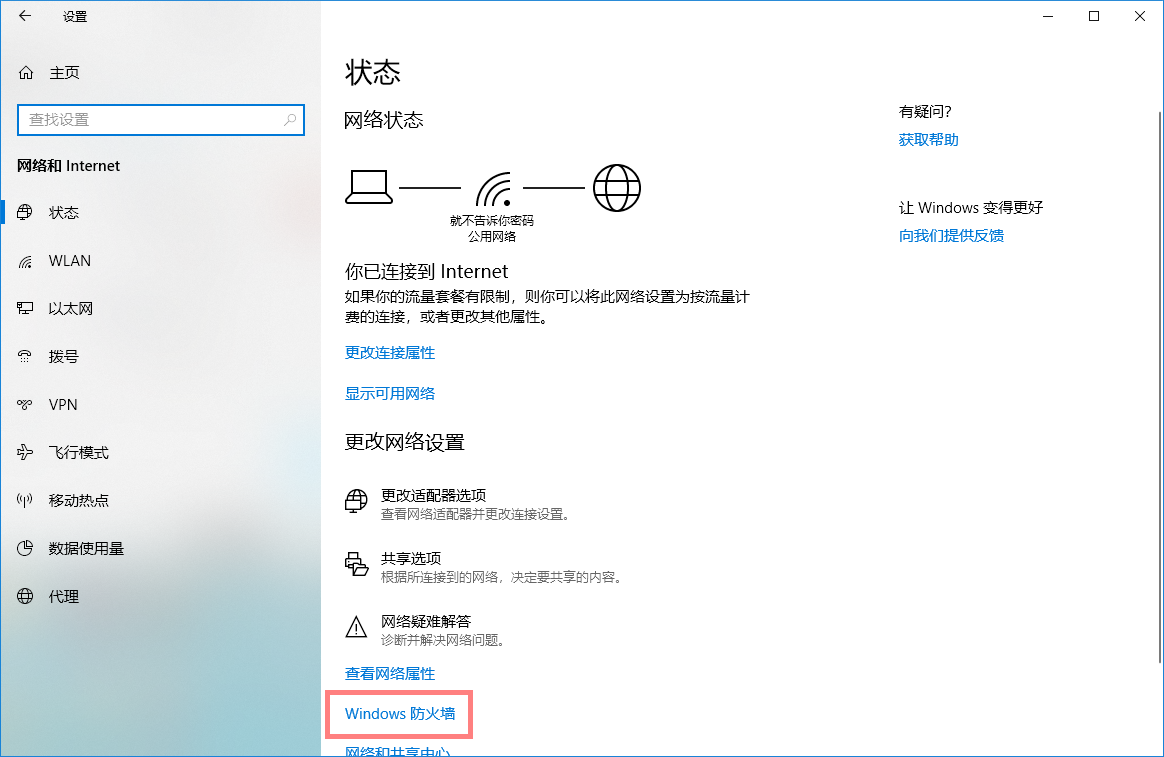 设置
主页
查找设置
网络和 Internet
状态
WLAN
以太网
拨号
VPN
飞行模式
移动热点
数据使用量
代理
状态
网络状态
就不告诉你密码
公用网络
你已连接到 Internet
如果你的流量套餐有限制，则你可以将此网络设置为按流量计
费的连接，或者更改其他属性。
更改连接属性
显示可用网络
更改网络设置
更改适配器选项
查看网络适配器并更改连接设置。
共享选项
根据所连接到的网络，决定要共享的内容。
网络疑难解答
诊断并解决网络问题。
查看网络属性
Windows 防火墙
网络和共享中心
有疑问?
获取帮助
让 Windows 变得更好
向我们提供反馈